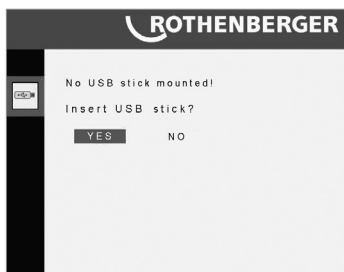 ROTHENBERGER
No USB stick mounted!
Insert USB stick?
YES NO